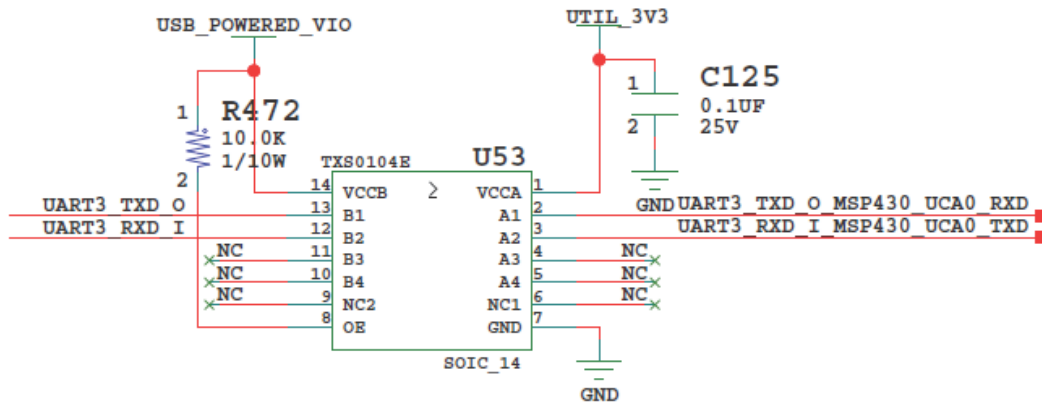 USB_POWERED_VIO
UTIL_3V3
1
R472
10.0K
1/10W
2
1
C125
0.1UF
25V
2
GND
TXS0104E
U53
14 VCCB
VCCA 1
UART3_TXD_O
13 B1
A1 2
UART3_TXD_O_MSP430_UCA0_RXD
UART3_RXD_I
12 B2
A2 3
UART3_RXD_I_MSP430_UCA0_TXD
NC 11 B3
A3 4 NC
NC 10 B4
A4 5 NC
NC 9 NC2
NC1 6 NC
8 OE
GND 7
SOIC_14
GND